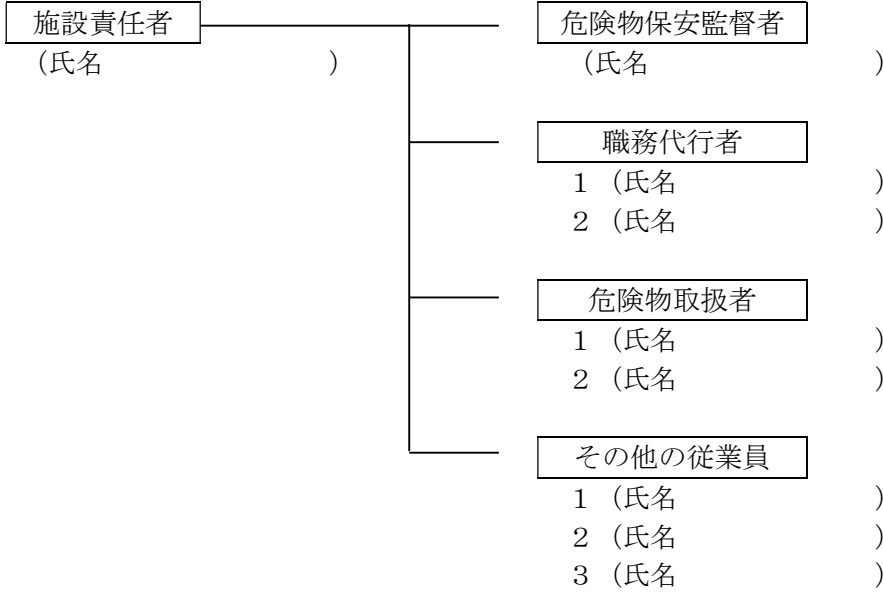 施設責任者　危険物保安監督者
(氏名　　　　　　)　(氏名　　　　　　)
職務代行者
１ (氏名　　　　　　)
２ (氏名　　　　　　)
危険物取扱者
１ (氏名　　　　　　)
２ (氏名　　　　　　)
その他の従業員
１ (氏名　　　　　　)
２ (氏名　　　　　　)
３ (氏名　　　　　　)